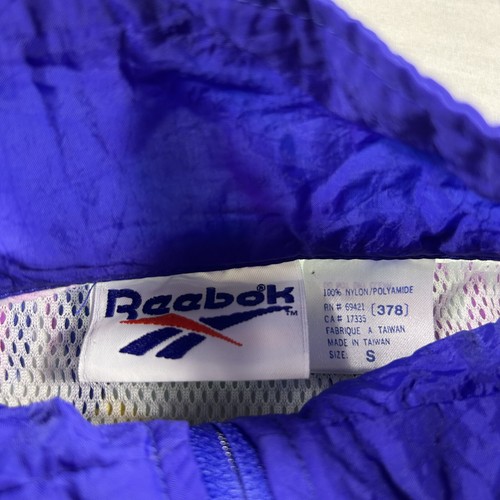 Reebok®™
100% NYLON/POLYAMIDE
RN# 69421 (378)
CA# 17335
FABRIQUE A TAIWAN
MADE IN TAIWAN
SIZE: S